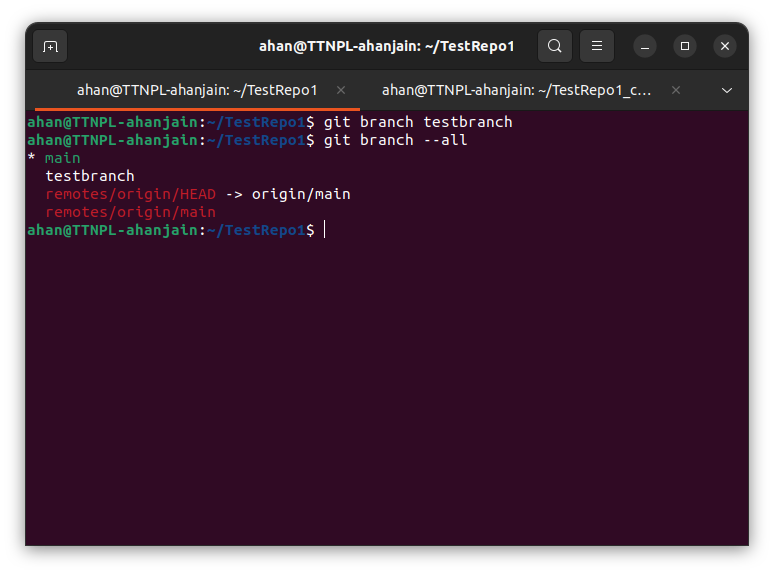 ahan@TTNPL-ahanjain: ~/TestRepo1
ahan@TTNPL-ahanjain: ~/TestRepo1
ahan@TTNPL-ahanjain: ~/TestRepo1_c...
ahan@TTNPL-ahanjain:~/TestRepo1$ git branch testbranch
ahan@TTNPL-ahanjain:~/TestRepo1$ git branch --all
* main
  testbranch
  remotes/origin/HEAD -> origin/main
  remotes/origin/main
ahan@TTNPL-ahanjain:~/TestRepo1$